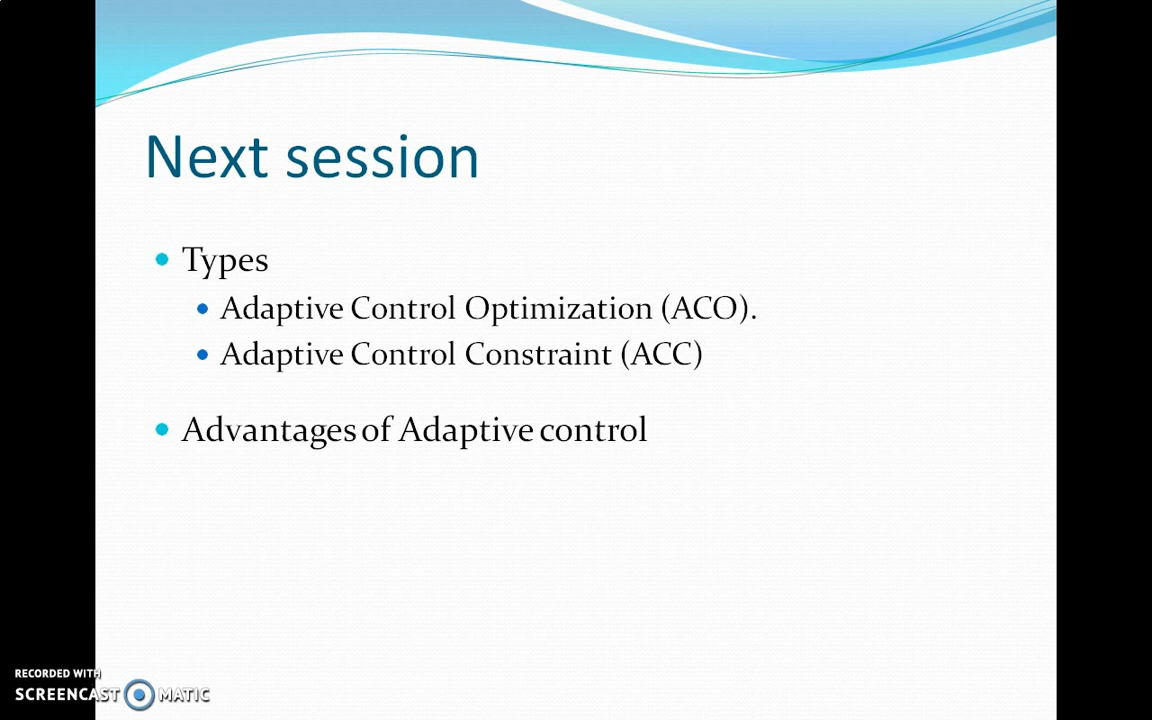 Next session
Types
Adaptive Control Optimization (ACO).
Adaptive Control Constraint (ACC)
Advantages of Adaptive control
RECORDED WITH
SCREENCAST MATIC